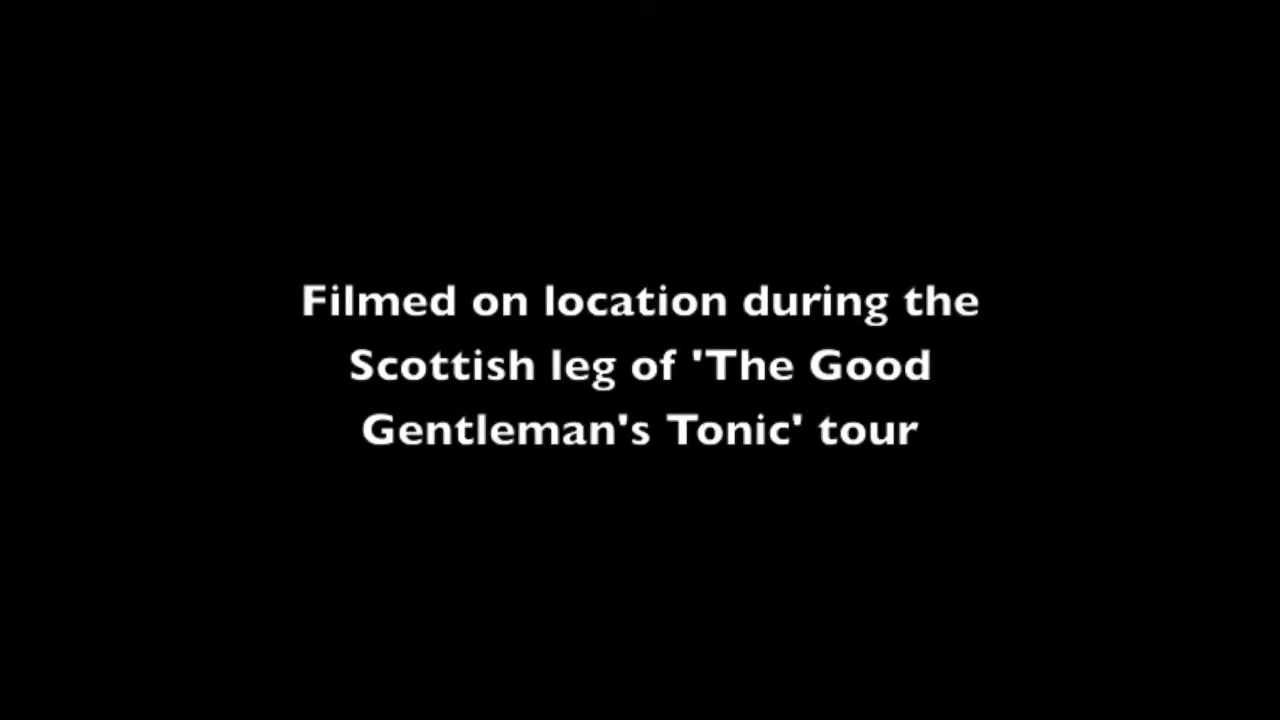 Filmed on location during the
Scottish leg of 'The Good
Gentleman's Tonic' tour